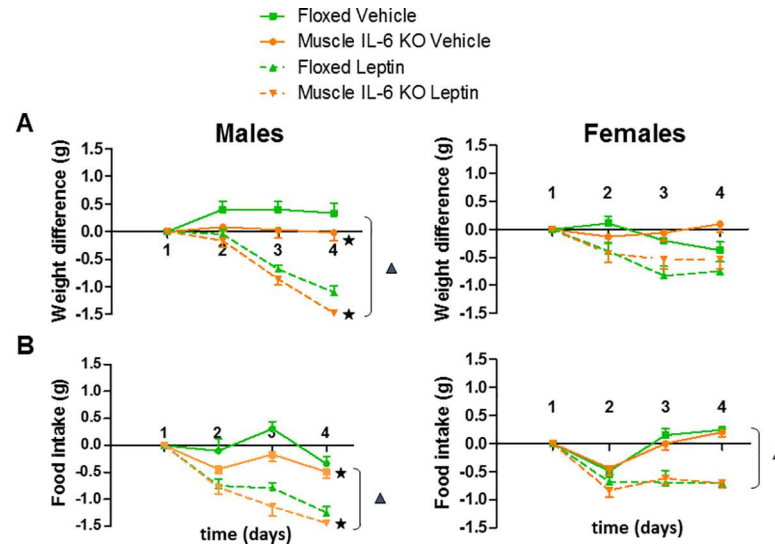 Floxed Vehicle
Muscle IL-6 KO Vehicle
Floxed Leptin
Muscle IL-6 KO Leptin
A
Males
Females
Weight difference (g)
1.5
1.0
0.5
0.0
-0.5
-1.0
-1.5
1 2 3 4
Weight difference (g)
1.5
1.0
0.5
0.0
-0.5
-1.0
-1.5
1 2 3 4
B
Food intake (g)
1.5
1.0
0.5
0.0
-0.5
-1.0
-1.5
1 2 3 4
time (days)
Food intake (g)
1.5
1.0
0.5
0.0
-0.5
-1.0
-1.5
1 2 3 4
time (days)